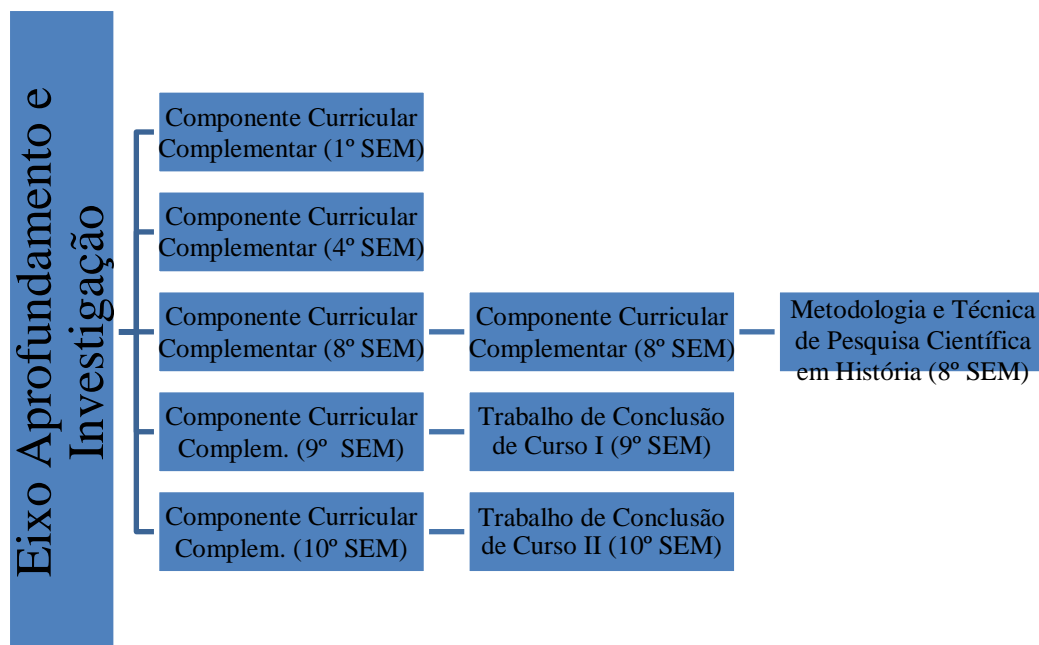 Eixo Aprofundamento e
Investigação
Componente Curricular
Complementar (1º SEM)
Componente Curricular
Complementar (4º SEM)
Componente Curricular
Complementar (8º SEM)
Componente Curricular
Complementar (8º SEM)
Metodologia e Técnica
de Pesquisa Científica
em História (8º SEM)
Componente Curricular
Complem. (9º SEM)
Trabalho de Conclusão
de Curso I (9º SEM)
Componente Curricular
Complem. (10º SEM)
Trabalho de Conclusão
de Curso II (10º SEM)